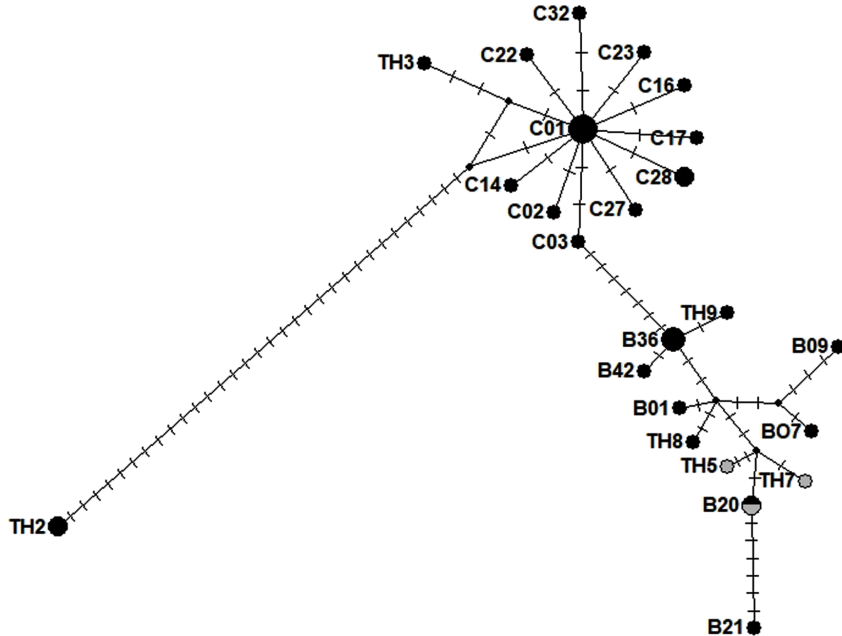 C32
C22
C23
TH3
C16
C01
C17
C28
C14
C02
C27
C03
TH9
B36
B09
B42
B01
BO7
TH8
TH5
TH7
B20
TH2
B21